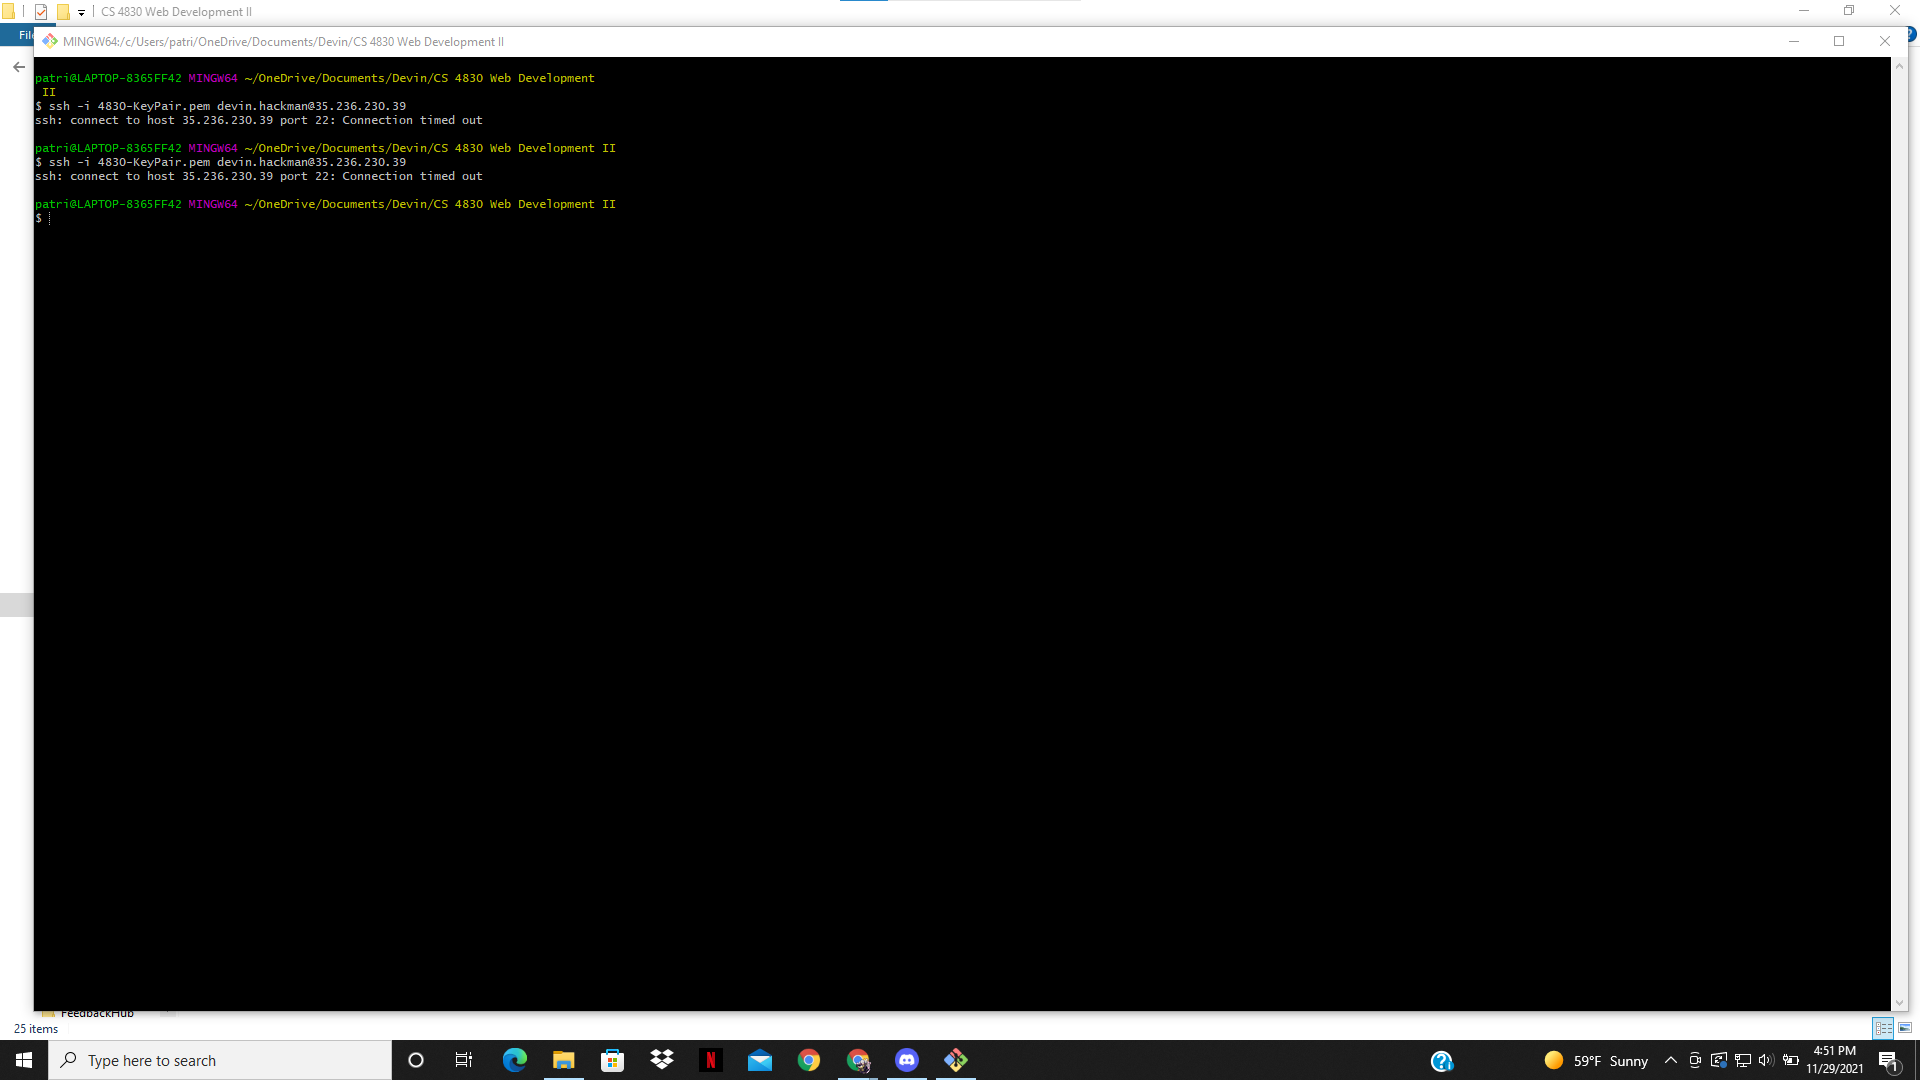 CS 4830 Web Development II
File
MINGW64:/c/Users/patri/OneDrive/Documents/Devin/CS 4830 Web Development II
patri@LAPTOP-8365FF42 MINGW64 ~/OneDrive/Documents/Devin/CS 4830 Web Development
II
$ ssh -i 4830-KeyPair.pem devin.hackman@35.236.230.39
ssh: connect to host 35.236.230.39 port 22: Connection timed out
patri@LAPTOP-8365FF42 MINGW64 ~/OneDrive/Documents/Devin/CS 4830 Web Development II
$ ssh -i 4830-KeyPair.pem devin.hackman@35.236.230.39
ssh: connect to host 35.236.230.39 port 22: Connection timed out
patri@LAPTOP-8365FF42 MINGW64 ~/OneDrive/Documents/Devin/CS 4830 Web Development II
$
FeedbackHub
25 items
Type here to search
N
59°F Sunny
4:51 PM
11/29/2021
1